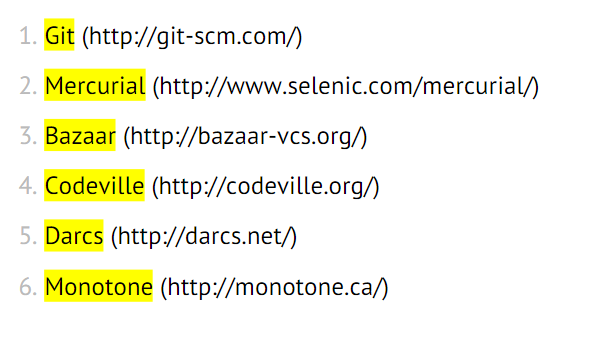 1. Git (http://git-scm.com/)
2. Mercurial (http://www.selenic.com/mercurial/)
3. Bazaar (http://bazaar-vcs.org/)
4. Codeville (http://codeville.org/)
5. Darcs (http://darcs.net/)
6. Monotone (http://monotone.ca/)